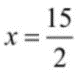 x = 15/2